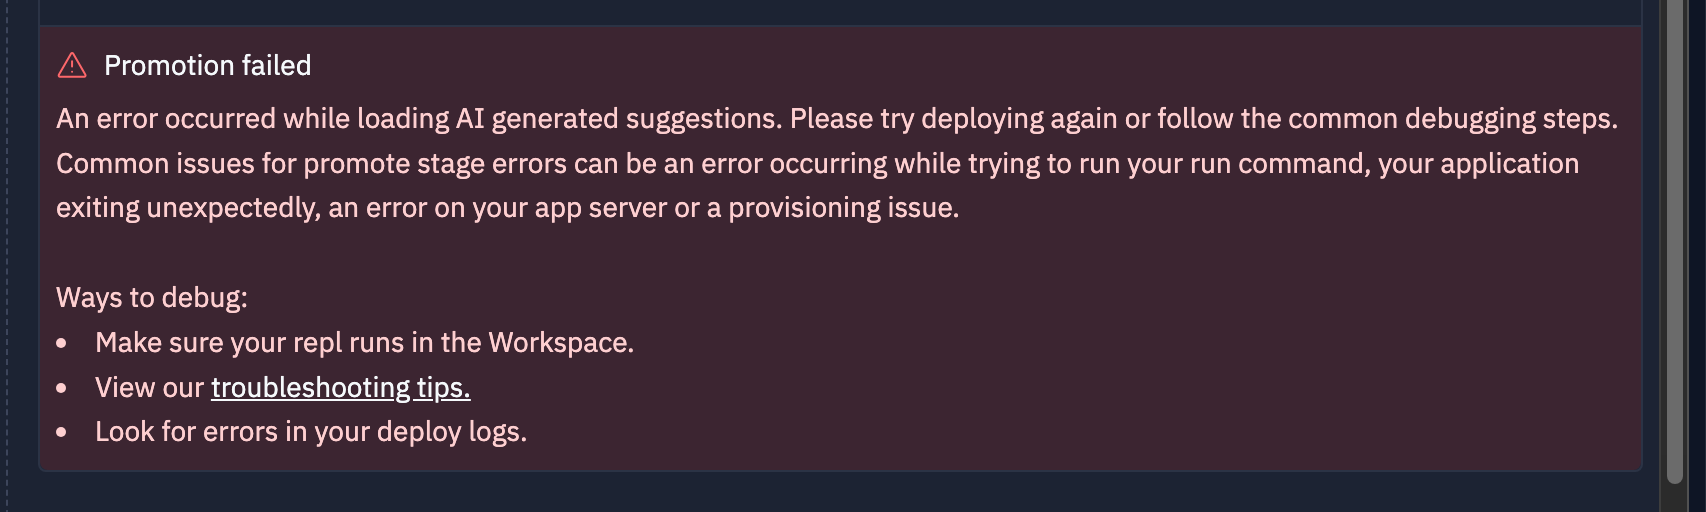 Promotion failed
An error occurred while loading AI generated suggestions. Please try deploying again or follow the common debugging steps.
Common issues for promote stage errors can be an error occurring while trying to run your run command, your application
exiting unexpectedly, an error on your app server or a provisioning issue.
Ways to debug:
• Make sure your repl runs in the Workspace.
• View our troubleshooting tips.
• Look for errors in your deploy logs.